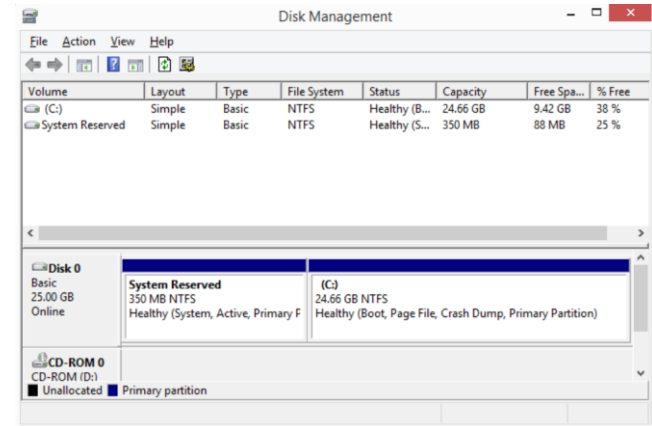 Disk Management
File Action View Help
Volume Layout Type File System Status Capacity Free Spa... % Free
(C:) Simple Basic NTFS Healthy (B... 24.66 GB 9.42 GB 38 %
System Reserved Simple Basic NTFS Healthy (S... 350 MB 88 MB 25 %
Disk 0
Basic
25.00 GB
Online
System Reserved
350 MB NTFS
Healthy (System, Active, Primary P
(C:)
24.66 GB NTFS
Healthy (Boot, Page File, Crash Dump, Primary Partition)
CD-ROM 0
CD-ROM (D:)
Unallocated Primary partition